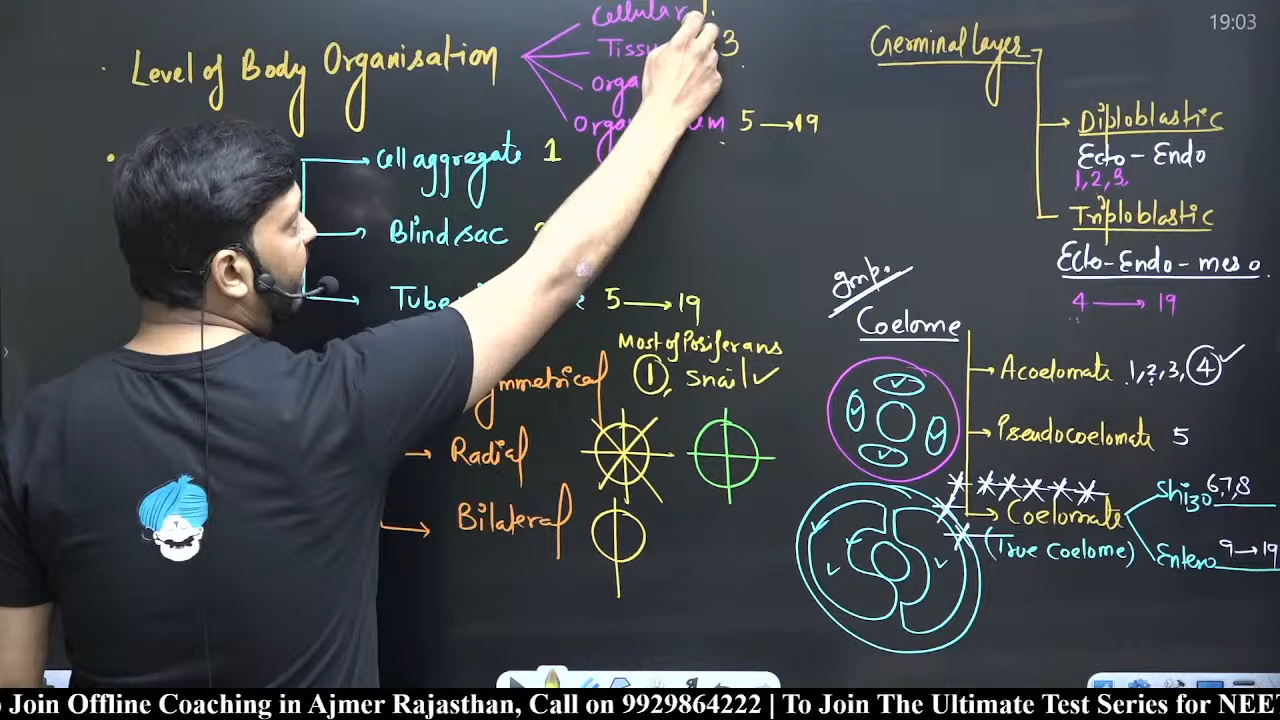 19:03
Level of Body Organisation
Cellular 1
Tissu 3
Orga
Orga em 5 → 19
Cell aggregate 1
Blind sac
Tube e 5 → 19
Most of Poriferans
symmetrical 1, Snail ✓
Radial
Bilateral
Germinal layer
Diploblastic
Ecto - Endo
1, 2, 3,
Triploblastic
Ecto - Endo - meso
4 → 19
Imp.
Coelome
Acoelomate 1, 2, 3, 4 ✓
Pseudocoelomate 5
Coelomate
(True Coelome)
Shizo 6,7,8
Entero 9 → 19
o Join Offline Coaching in Ajmer Rajasthan, Call on 9929864222 | To Join The Ultimate Test Series for NEET